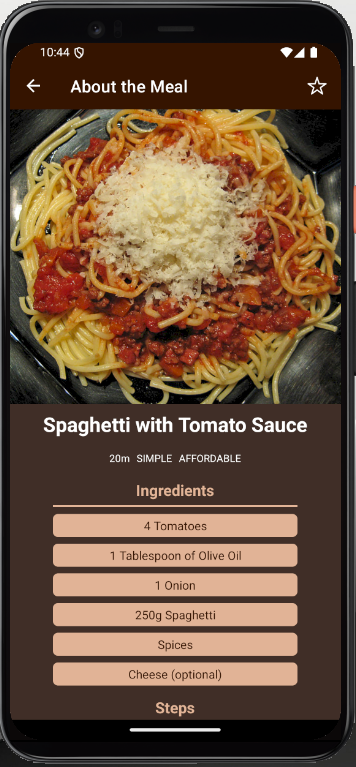 10:44
About the Meal
Spaghetti with Tomato Sauce
20m SIMPLE AFFORDABLE
Ingredients
4 Tomatoes
1 Tablespoon of Olive Oil
1 Onion
250g Spaghetti
Spices
Cheese (optional)
Steps